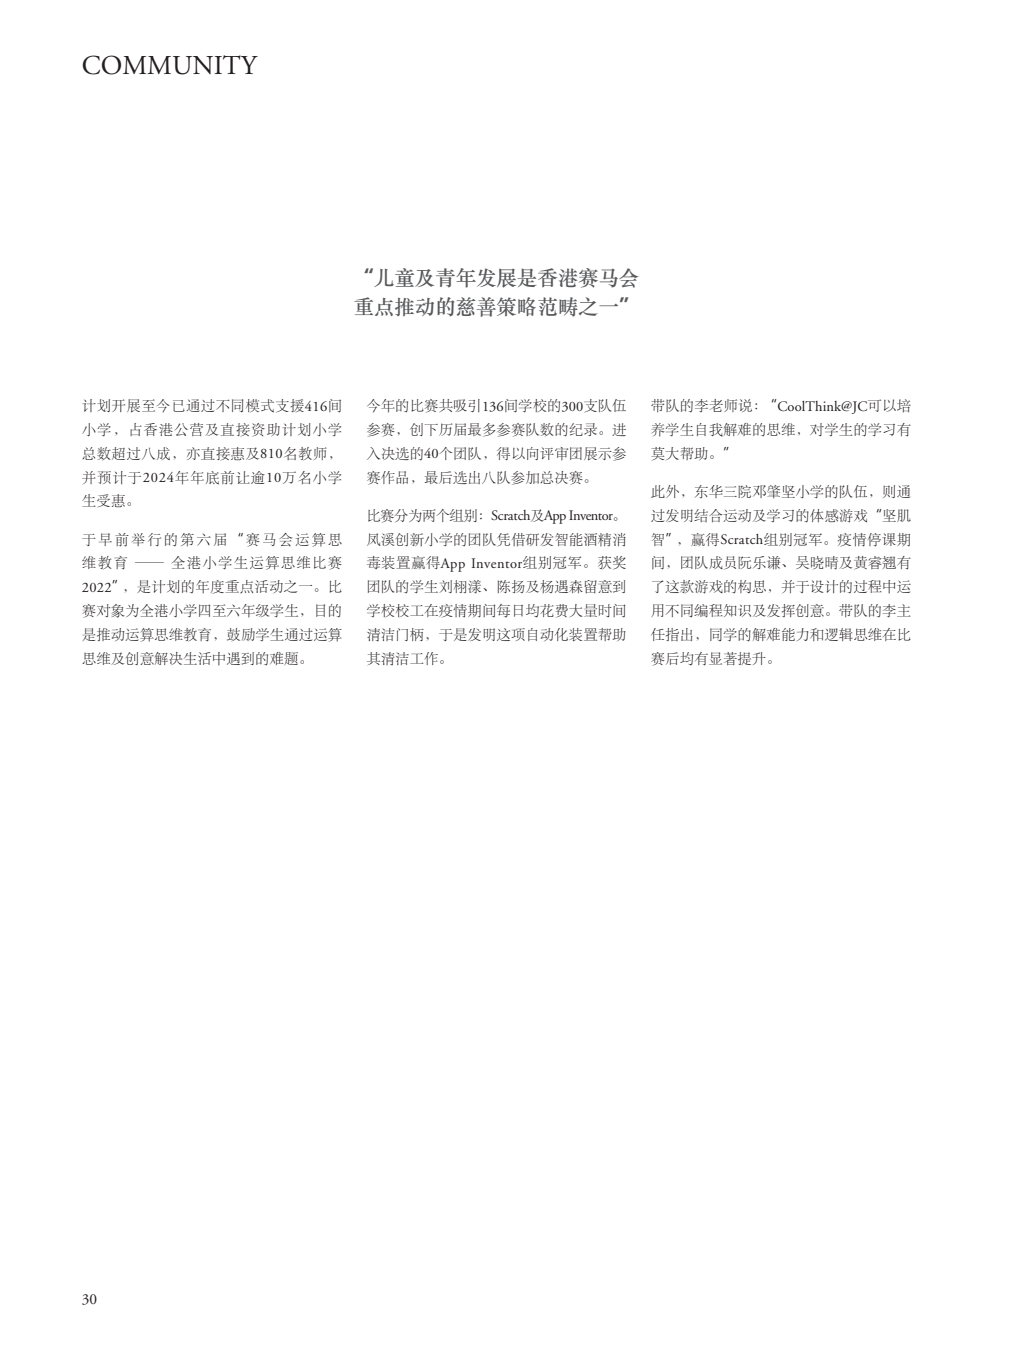 COMMUNITY
“儿童及青年发展是香港赛马会
重点推动的慈善策略范畴之一”
计划开展至今已通过不同模式支援416间
小学，占香港公营及直接资助计划小学
总数超过八成，亦直接惠及810名教师，
并预计于2024年年底前让逾10万名小学
生受惠。
于早前举行的第六届“赛马会运算思
维教育 —— 全港小学生运算思维比赛
2022”，是计划的年度重点活动之一。比
赛对象为全港小学四至六年级学生，目的
是推动运算思维教育，鼓励学生通过运算
思维及创意解决生活中遇到的难题。
今年的比赛共吸引136间学校的300支队伍
参赛，创下历届最多参赛队数的纪录。进
入决选的40个团队，得以向评审团展示参
赛作品，最后选出八队参加总决赛。
比赛分为两个组别：Scratch及App Inventor。
凤溪创新小学的团队凭借研发智能酒精消
毒装置赢得App Inventor组别冠军。获奖
团队的学生刘栩漾、陈扬及杨遇森留意到
学校校工在疫情期间每日均花费大量时间
清洁门柄，于是发明这项自动化装置帮助
其清洁工作。
带队的李老师说：“CoolThink@JC可以培
养学生自我解难的思维，对学生的学习有
莫大帮助。”
此外，东华三院邓肇坚小学的队伍，则通
过发明结合运动及学习的体感游戏“坚肌
智”，赢得Scratch组别冠军。疫情停课期
间，团队成员阮乐谦、吴晓晴及黄睿翘有
了这款游戏的构思，并于设计的过程中运
用不同编程知识及发挥创意。带队的李主
任指出，同学的解难能力和逻辑思维在比
赛后均有显著提升。
30